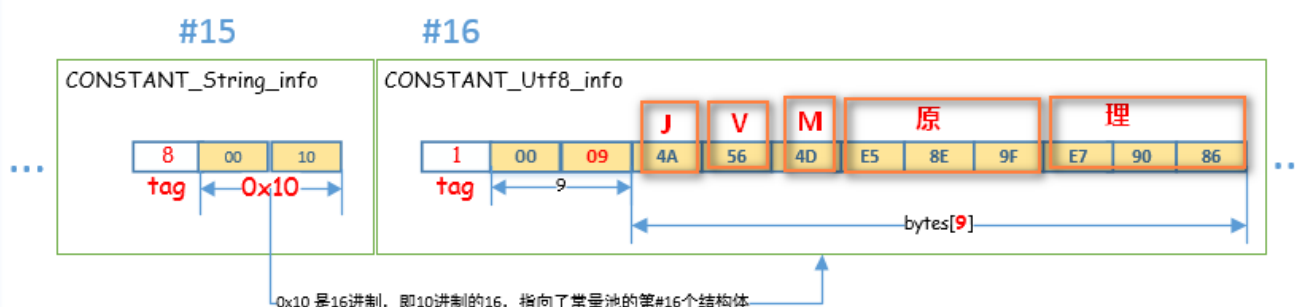 #15 #16
CONSTANT_String_info CONSTANT_Utf8_info
J V M 原 理
... 8 00 10 1 00 09 4A 56 4D E5 8E 9F E7 90 86 ..
tag 0x10 tag 9
bytes[9]
0x10 是16进制，即10进制的16，指向了常量池的第#16个结构体